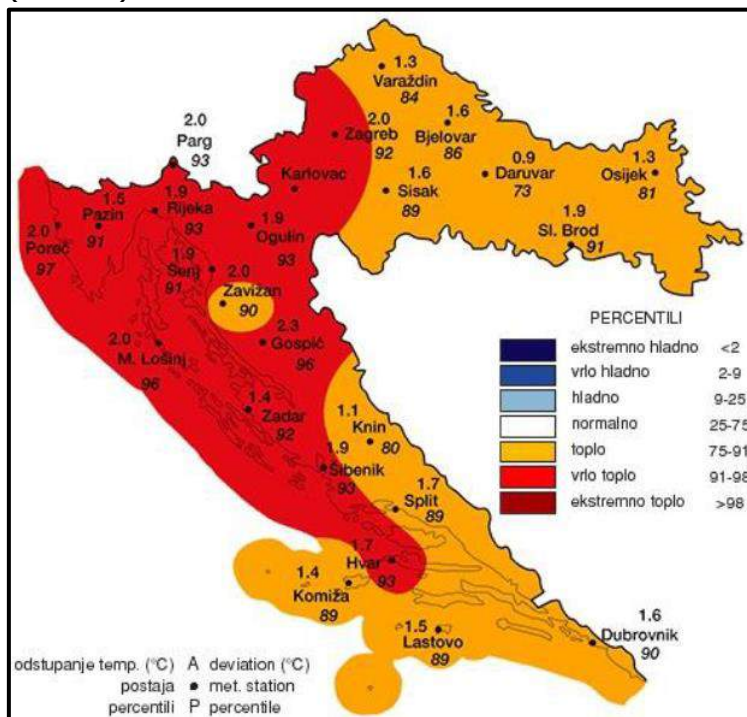 1.3
Varaždin
84
2.0
Parg
93
2.0
Zagreb
92
1.6
Bjelovar
86
0.9
Daruvar
73
1.3
Osijek
81
Karlovac
1.6
Sisak
89
1.9
Sl. Brod
91
2.0
Poreč
97
1.5
Pazin
91
1.9
Rijeka
93
1.9
Ogulin
93
1.9
Senj
91
2.0
Zavižan
90
2.3
Gospić
96
2.0
M. Lošinj
96
1.4
Zadar
92
1.1
Knin
80
1.9
Šibenik
93
1.7
Split
89
1.7
Hvar
93
1.4
Komiža
89
1.5
Lastovo
89
1.6
Dubrovnik
90
PERCENTILI
ekstremno hladno <2
vrlo hladno 2-9
hladno 9-25
normalno 25-75
toplo 75-91
vrlo toplo 91-98
ekstremno toplo >98
odstupanje temp. (°C) A deviation (°C)
postaja ● met. station
percentili P percentile